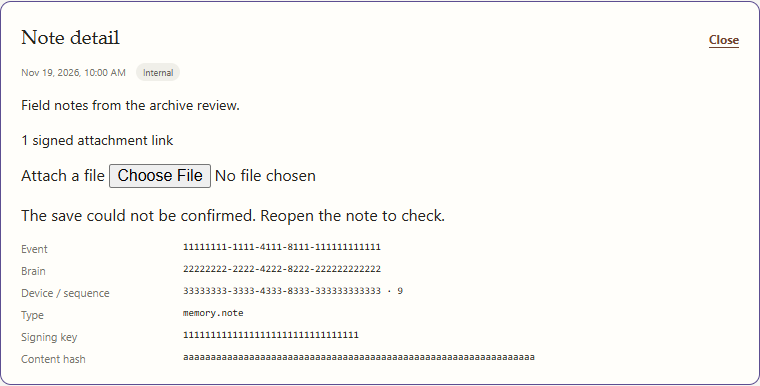 Note detail
Close
Nov 19, 2026, 10:00 AM Internal
Field notes from the archive review.
1 signed attachment link
Attach a file Choose File No file chosen
The save could not be confirmed. Reopen the note to check.
Event 11111111-1111-4111-8111-111111111111
Brain 22222222-2222-4222-8222-222222222222
Device / sequence 33333333-3333-4333-8333-333333333333 · 9
Type memory.note
Signing key 11111111111111111111111111111111
Content hash aaaaaaaaaaaaaaaaaaaaaaaaaaaaaaaaaaaaaaaaaaaaaaaaaaaaaaaaaaaaaaaa